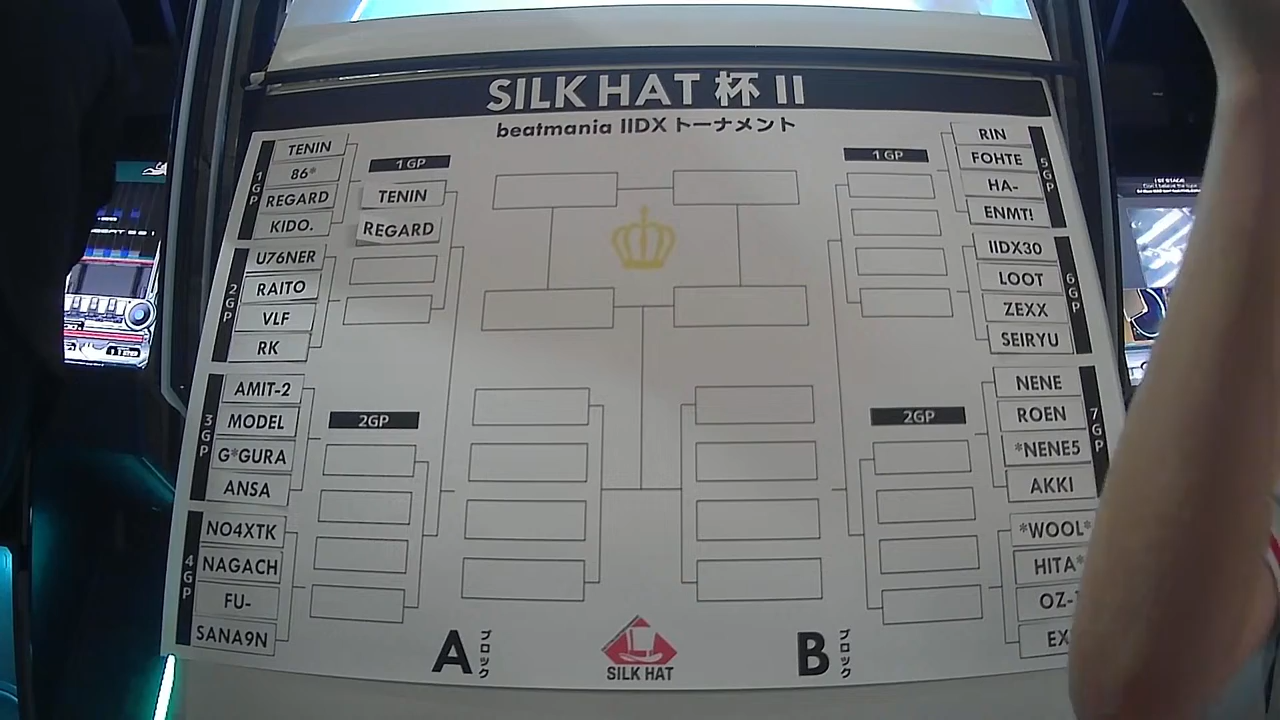 SILK HAT 杯 II
beatmania IIDX トーナメント
1GP
TENIN
86*
REGARD
KIDO.
2GP
U76NER
RAITO
VLF
RK
3GP
AMIT-2
MODEL
G*GURA
ANSA
4GP
NO4XTK
NAGACH
FU-
SANA9N
1GP
TENIN
REGARD
2GP
1GP
2GP
5GP
RIN
FOHTE
HA-
ENMT!
6GP
IIDX30
LOOT
ZEXX
SEIRYU
7GP
NENE
ROEN
*NENE5
AKKI
*WOOL*
HITA*
Aブロック
SILK HAT
Bブロック